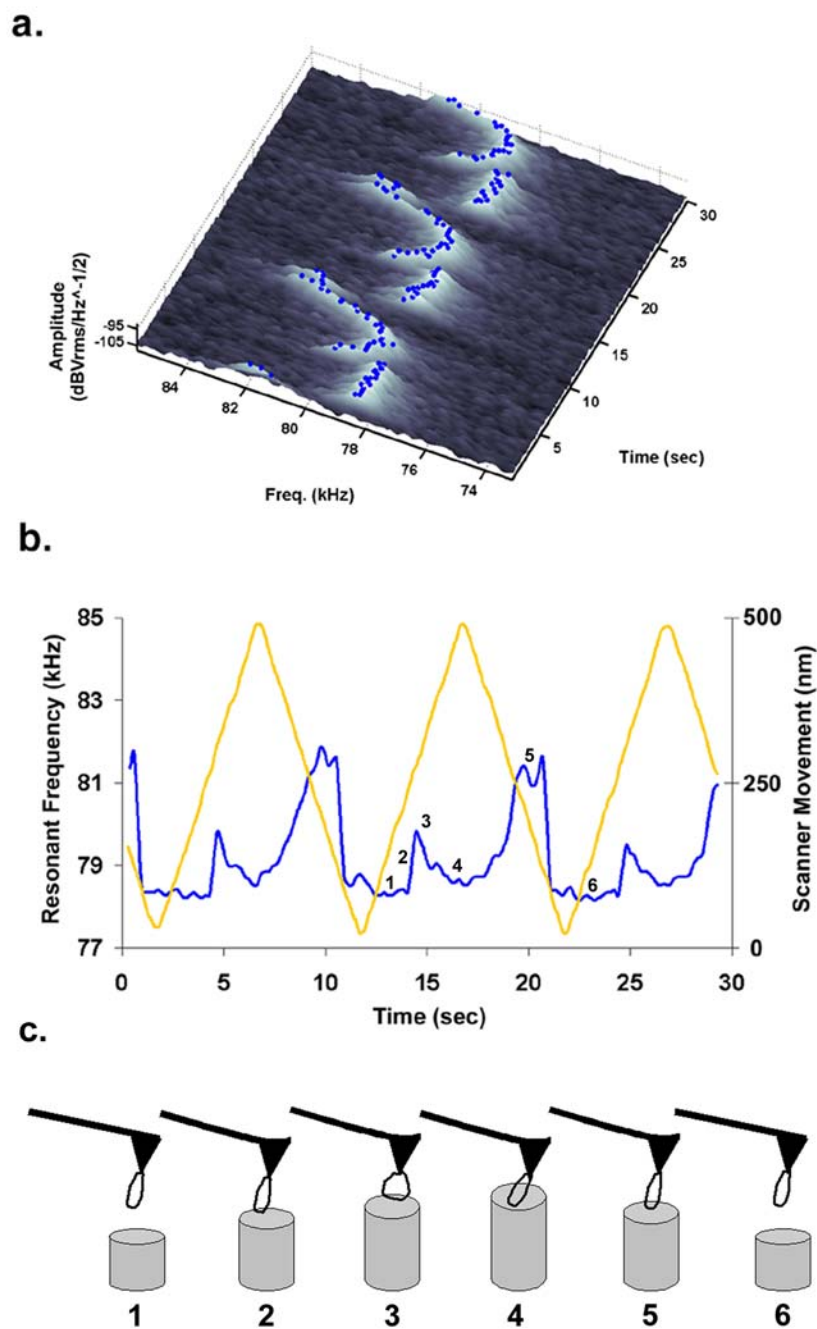 a.
Amplitude
(dBVrms/Hz^-1/2)
-95
-105
84
82
80
78
76
74
Freq. (kHz)
5
10
15
20
25
30
Time (sec)
b.
Resonant Frequency
(kHz)
85
83
81
79
77
1
2
3
4
5
6
500
250
0
Scanner Movement (nm)
0 5 10 15 20 25 30
Time (sec)
c.
1 2 3 4 5 6